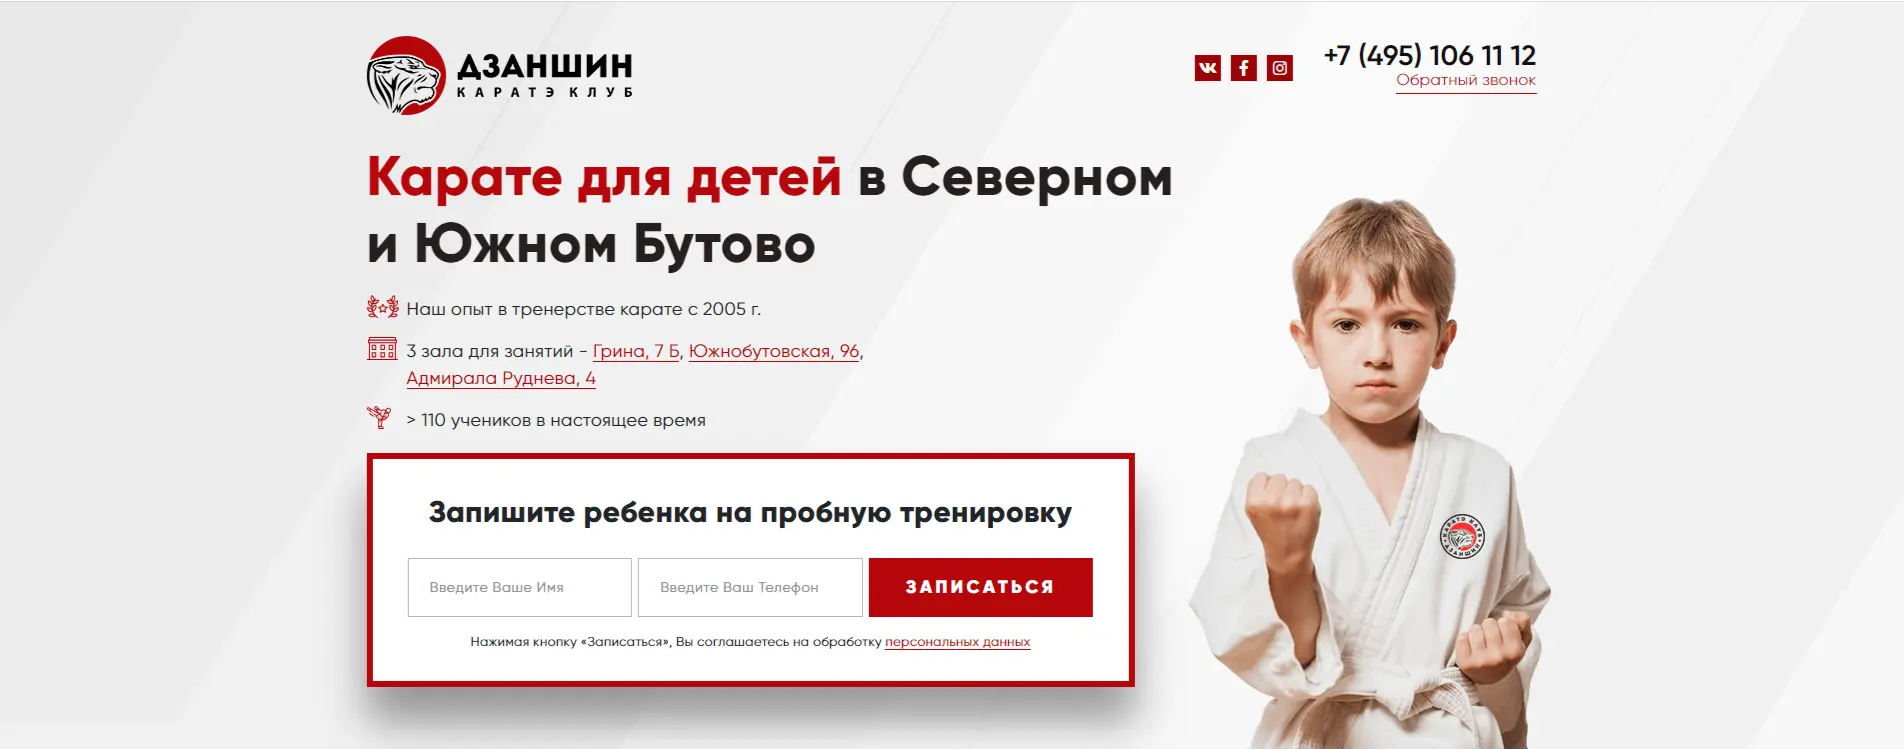 ДЗАНШИН
КАРАТЭ КЛУБ
+7 (495) 106 11 12
Обратный звонок
Карате для детей в Северном
и Южном Бутово
Наш опыт в тренерстве карате с 2005 г.
3 зала для занятий - Грина, 7 Б, Южнобутовская, 96,
Адмирала Руднева, 4
> 110 учеников в настоящее время
Запишите ребенка на пробную тренировку
Введите Ваше Имя
Введите Ваш Телефон
ЗАПИСАТЬСЯ
Нажимая кнопку «Записаться», Вы соглашаетесь на обработку персональных данных
КАРАТЭ КЛУБ
ДЗАНШИН